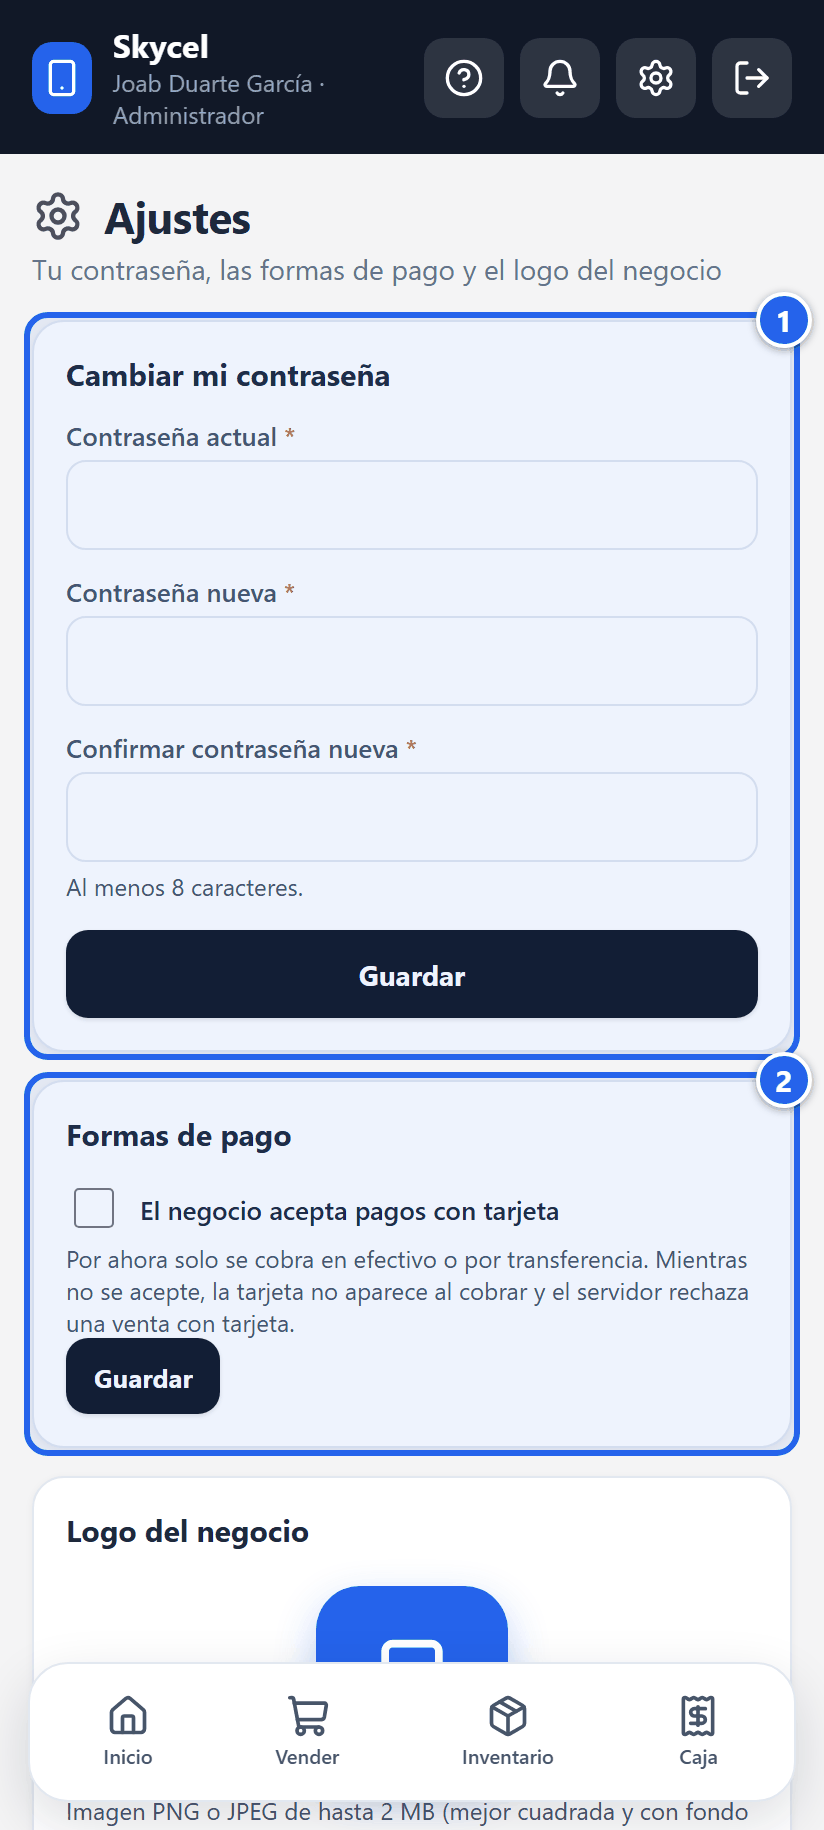 Skycel
Joab Duarte García ·
Administrador
Ajustes
Tu contraseña, las formas de pago y el logo del negocio
1
Cambiar mi contraseña
Contraseña actual *
Contraseña nueva *
Confirmar contraseña nueva *
Al menos 8 caracteres.
Guardar
2
Formas de pago
El negocio acepta pagos con tarjeta
Por ahora solo se cobra en efectivo o por transferencia. Mientras
no se acepte, la tarjeta no aparece al cobrar y el servidor rechaza
una venta con tarjeta.
Guardar
Logo del negocio
Inicio
Vender
Inventario
Caja
Imagen PNG o JPEG de hasta 2 MB (mejor cuadrada y con fondo